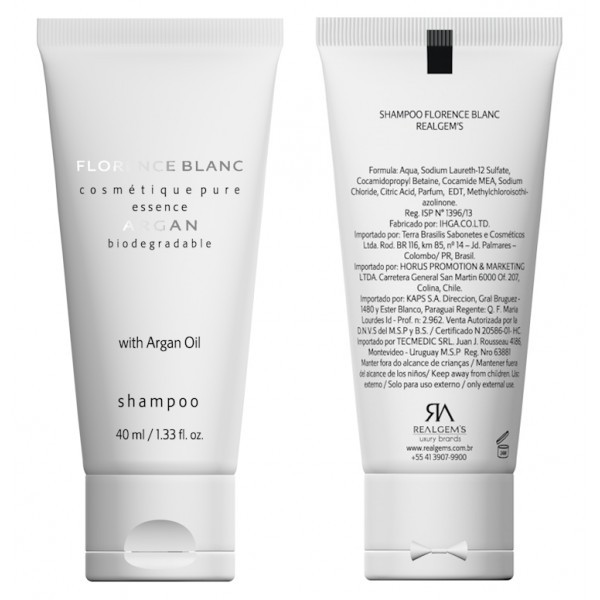 FLORENCE BLANC
cosmétique pure
essence
ARGAN
biodegradable
with Argan Oil
shampoo
40 ml / 1.33 fl. oz.
SHAMPOO FLORENCE BLANC
REALGEM'S
Formula: Aqua, Sodium Laureth-12 Sulfate,
Cocamidopropyl Betaine, Cocamide MEA, Sodium
Chloride, Citric Acid, Parfum, EDT, Methylchloroisothi-
azolinone.
Reg. ISP N° 1396/13
Fabricado por: IHGA.CO.LTD.
Importado por: Terra Brasilis Sabonetes e Cosméticos
Ltda. Rod. BR 116, km 85, nº 14 – Jd. Palmares –
Colombo/ PR, Brasil.
Importado por: HORUS PROMOTION & MARKETING
LTDA. Carretera General San Martin 6000 Of. 207,
Colina, Chile.
Importado por: KAPS S.A. Direccion, Gral Bruguez -
1480 y Ester Blanco, Paraguai Regente: Q. F. Maria
Lourdes Id - Prof. n: 2.962. Venta Autorizada por la
D.N.V.S del M.S.P y B.S. / Certificado N 20586-01-HC
Importado por: TECMEDIC SRL. Juan J. Rousseau 4186,
Montevideo - Uruguay M.S.P Reg. Nro 63881
Manter fora do alcance de crianças / Mantener fuera
del alcance de los niños/ Keep away from children. Uso
externo / Solo para uso externo / only external use.
RA
REALGEM'S
luxury brands
www.realgems.com.br
+55 41 3907-9900